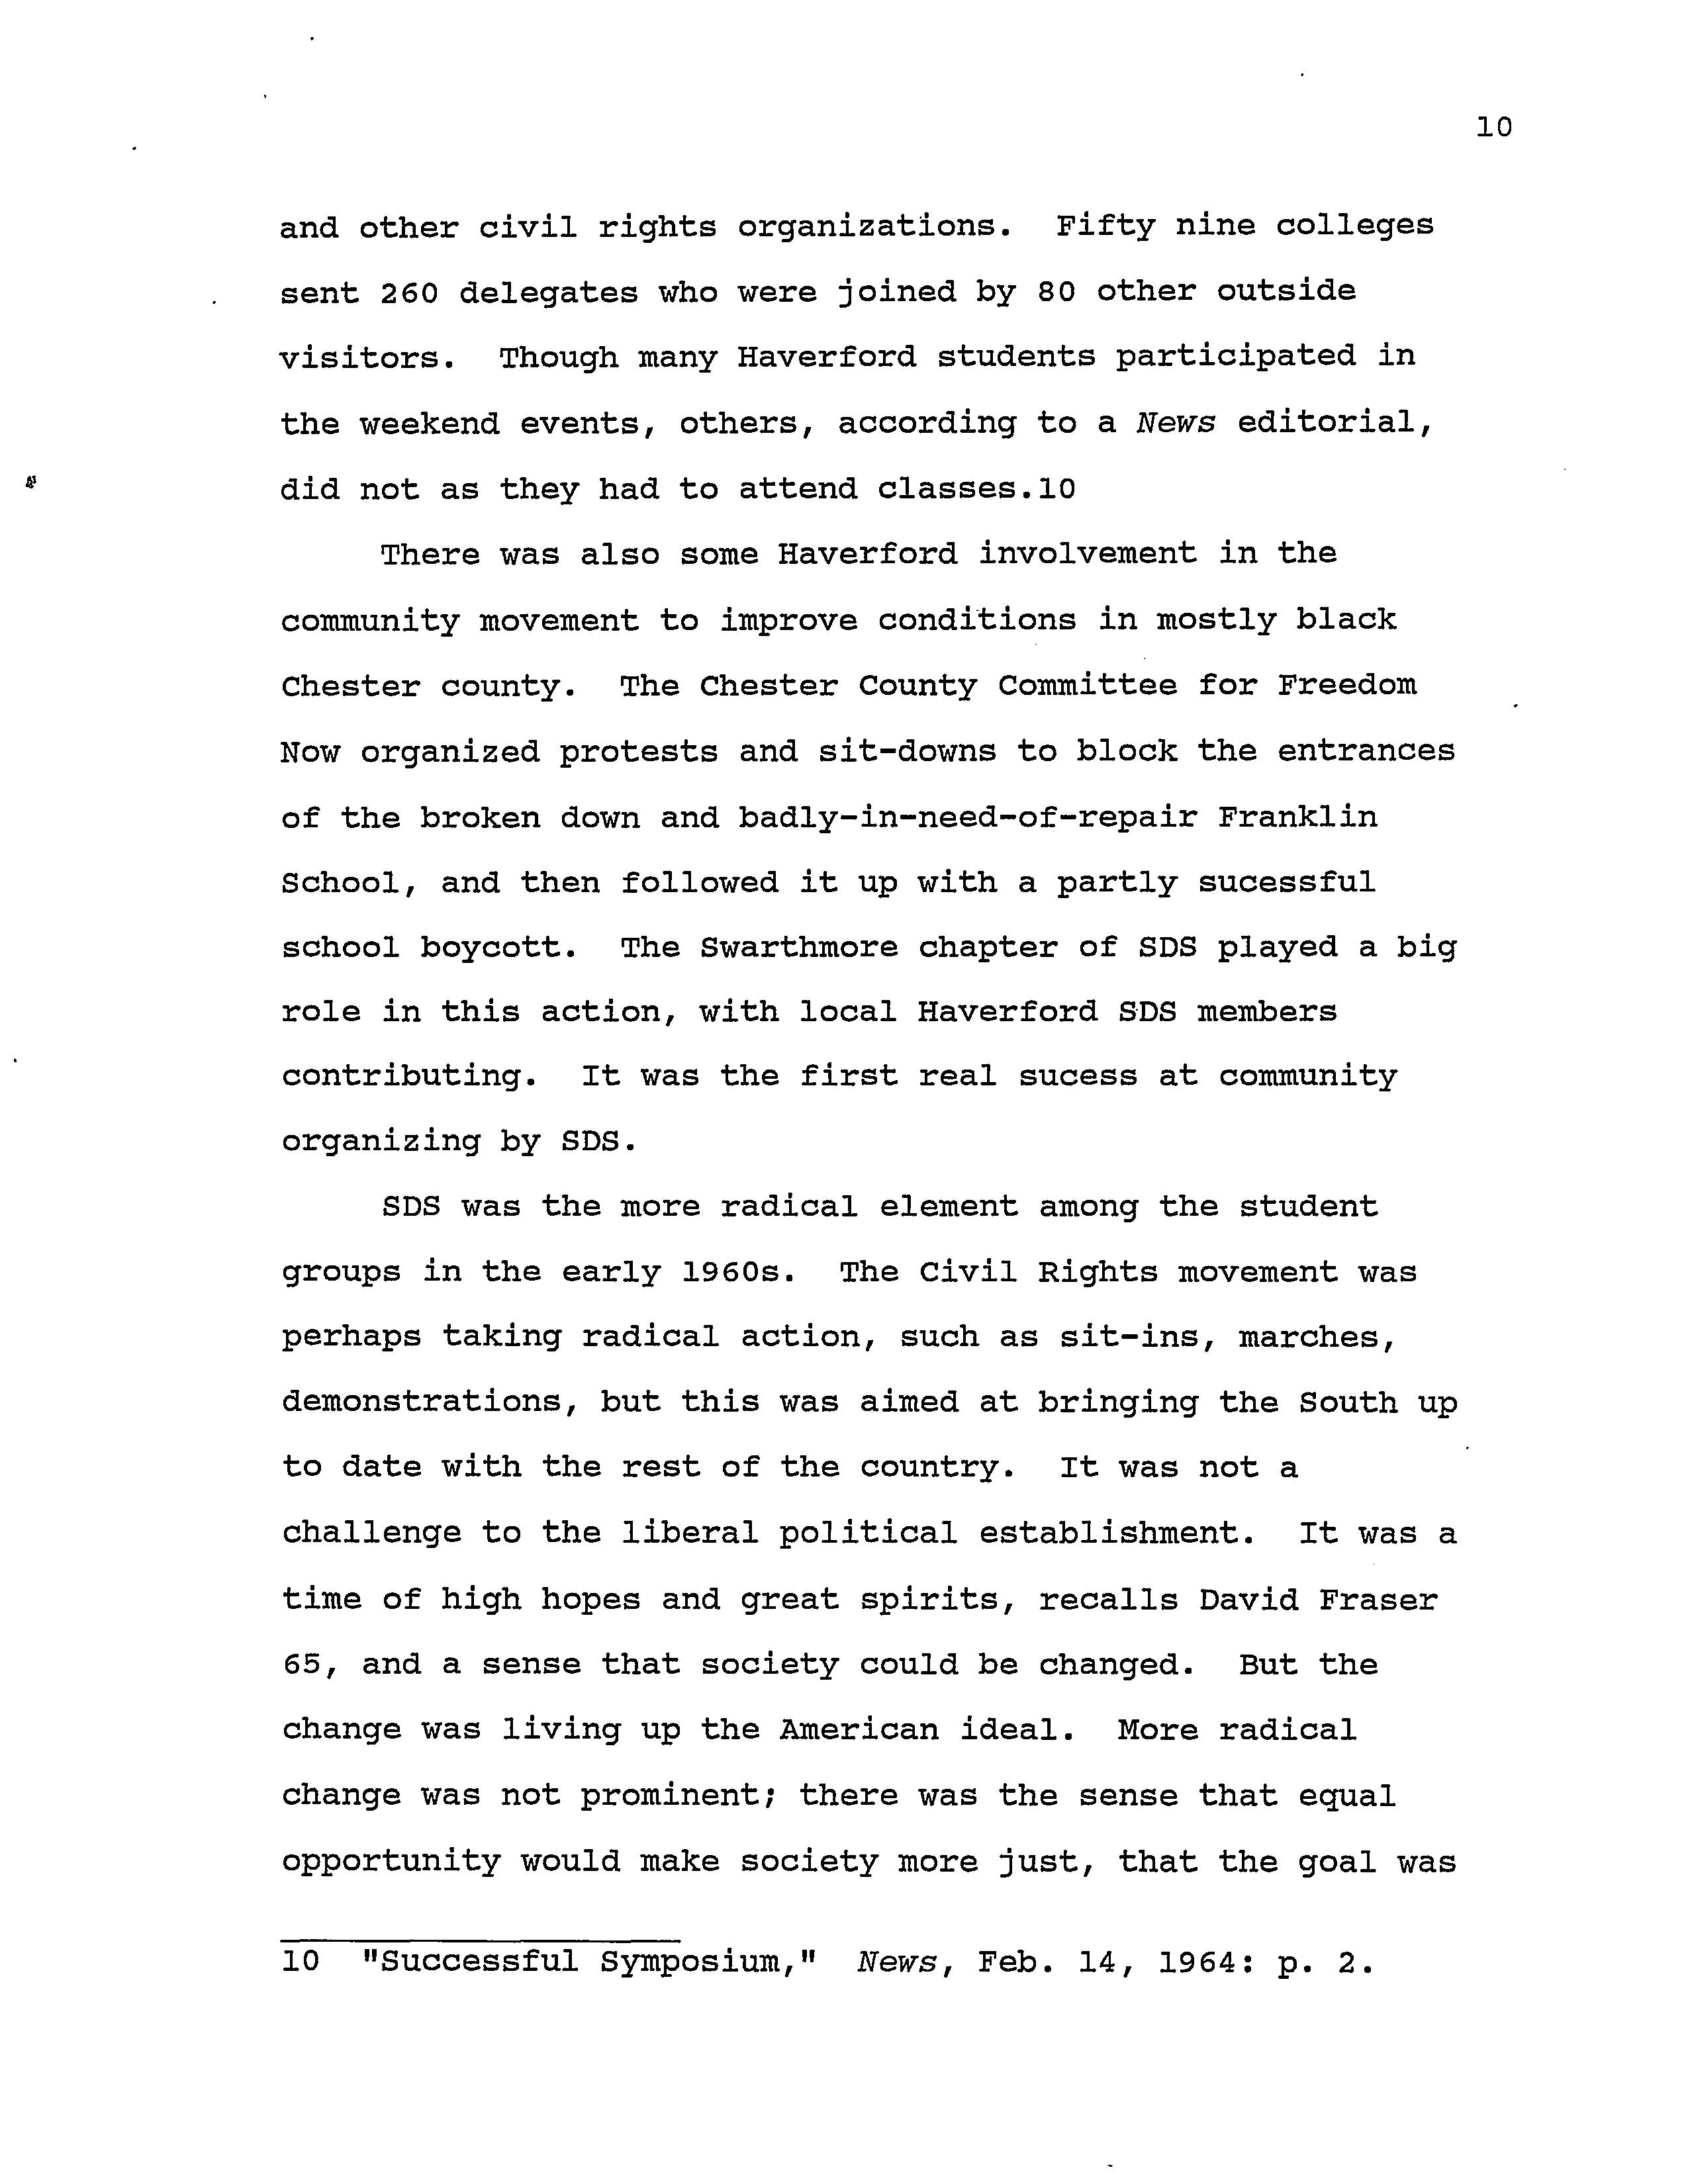 10
and other civil rights organizations. Fifty nine colleges
sent 260 delegates who were joined by 80 other outside
visitors. Though many Haverford students participated in
the weekend events, others, according to a News editorial,
did not as they had to attend classes.10
There was also some Haverford involvement in the
community movement to improve conditions in mostly black
Chester county. The Chester County Committee for Freedom
Now organized protests and sit-downs to block the entrances
of the broken down and badly-in-need-of-repair Franklin
School, and then followed it up with a partly sucessful
school boycott. The Swarthmore chapter of SDS played a big
role in this action, with local Haverford SDS members
contributing. It was the first real sucess at community
organizing by SDS.
SDS was the more radical element among the student
groups in the early 1960s. The Civil Rights movement was
perhaps taking radical action, such as sit-ins, marches,
demonstrations, but this was aimed at bringing the South up
to date with the rest of the country. It was not a
challenge to the liberal political establishment. It was a
time of high hopes and great spirits, recalls David Fraser
65, and a sense that society could be changed. But the
change was living up the American ideal. More radical
change was not prominent; there was the sense that equal
opportunity would make society more just, that the goal was
10 "Successful Symposium," News, Feb. 14, 1964: p. 2.